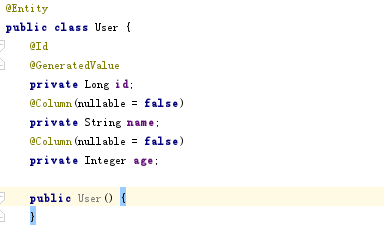 @Entity
public class User {
@Id
@GeneratedValue
private Long id;
@Column(nullable = false)
private String name;
@Column(nullable = false)
private Integer age;
public User() {
}